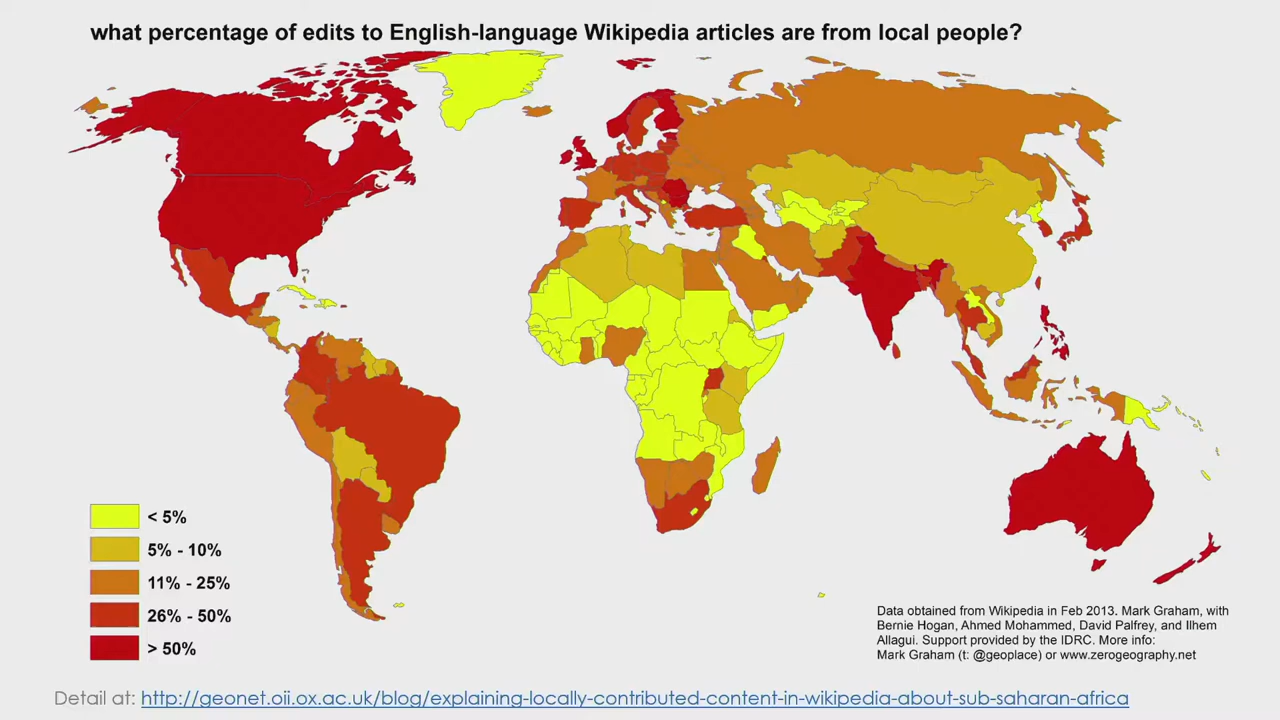 what percentage of edits to English-language Wikipedia articles are from local people?
< 5%
5% - 10%
11% - 25%
26% - 50%
> 50%
Data obtained from Wikipedia in Feb 2013. Mark Graham, with
Bernie Hogan, Ahmed Mohammed, David Palfrey, and Ilhem
Allagui. Support provided by the IDRC. More info:
Mark Graham (t: @geoplace) or www.zerogeography.net
Detail at: http://geonet.oii.ox.ac.uk/blog/explaining-locally-contributed-content-in-wikipedia-about-sub-saharan-africa